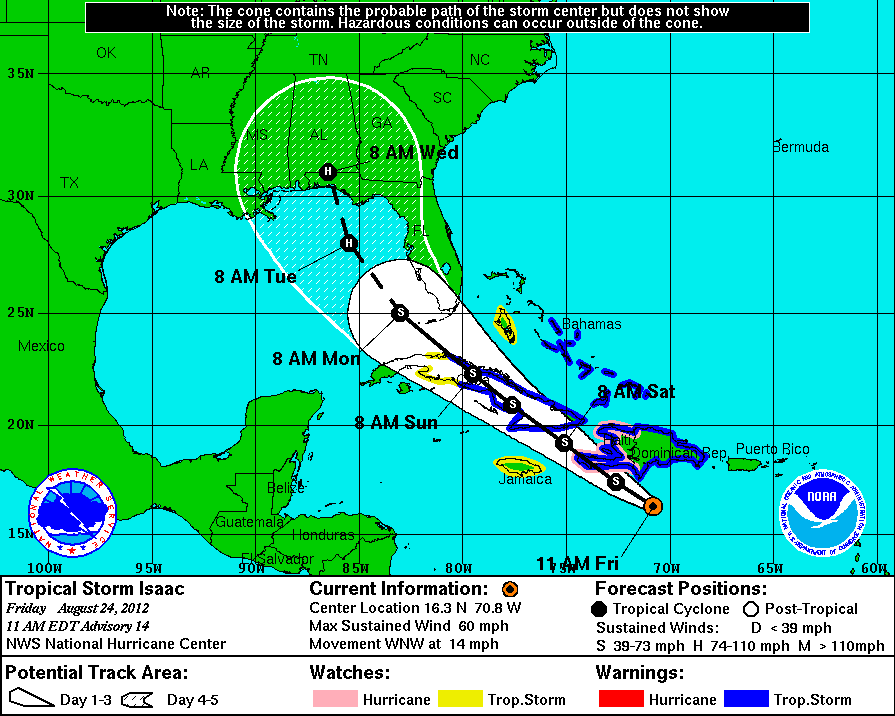 Note: The cone contains the probable path of the storm center but does not show
the size of the storm. Hazardous conditions can occur outside of the cone.
OK
TN
NC
35N
AR
SC
MS
AL
GA
8 AM Wed
Bermuda
TX
LA
H
30N
FL
H
8 AM Tue
25N
S
Bahamas
Mexico
8 AM Mon
S
8 AM Sat
S
8 AM Sun
20N
S
Haiti
Dominican Rep
Puerto Rico
Jamaica
S
Belize
NATIONAL WEATHER SERVICE
NOAA
Guatemala
15N
Honduras
El Salvador
11 AM Fri
100W
95W
90W
85W
80W
75W
70W
65W
60W
Tropical Storm Isaac
Friday August 24, 2012
11 AM EDT Advisory 14
NWS National Hurricane Center
Current Information:
Center Location 16.3 N 70.8 W
Max Sustained Wind 60 mph
Movement WNW at 14 mph
Forecast Positions:
Tropical Cyclone Post-Tropical
Sustained Winds: D < 39 mph
S 39-73 mph H 74-110 mph M > 110mph
Potential Track Area:
Day 1-3 Day 4-5
Watches:
Hurricane Trop.Storm
Warnings:
Hurricane Trop.Storm